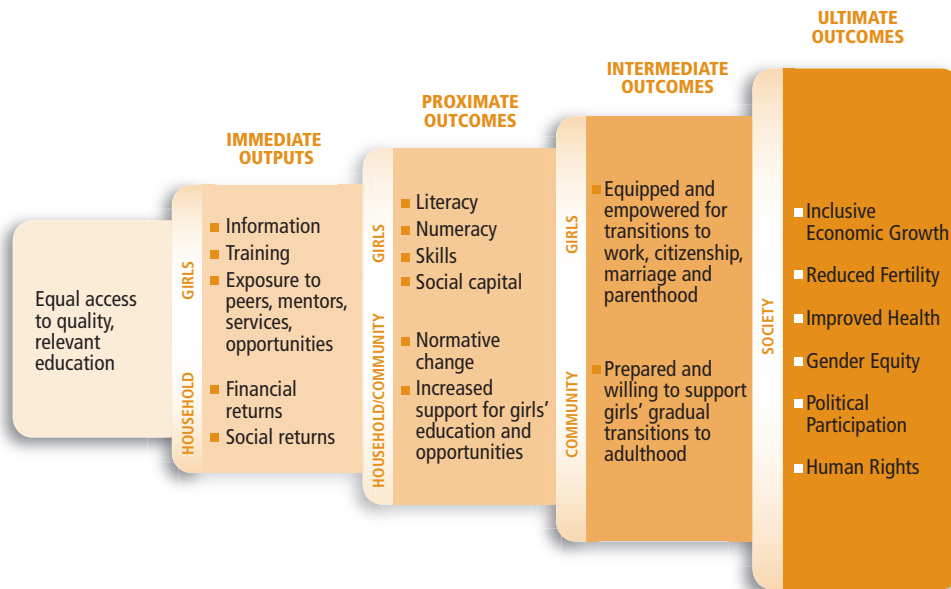 Equal access
to quality,
relevant
education
IMMEDIATE
OUTPUTS
GIRLS
Information
Training
Exposure to
peers, mentors,
services,
opportunities
HOUSEHOLD
Financial
returns
Social returns
PROXIMATE
OUTCOMES
GIRLS
Literacy
Numeracy
Skills
Social capital
HOUSEHOLD/COMMUNITY
Normative
change
Increased
support for girls’
education and
opportunities
INTERMEDIATE
OUTCOMES
GIRLS
Equipped and
empowered for
transitions to
work, citizenship,
marriage and
parenthood
COMMUNITY
Prepared and
willing to support
girls’ gradual
transitions to
adulthood
ULTIMATE
OUTCOMES
SOCIETY
Inclusive
Economic Growth
Reduced Fertility
Improved Health
Gender Equity
Political
Participation
Human Rights